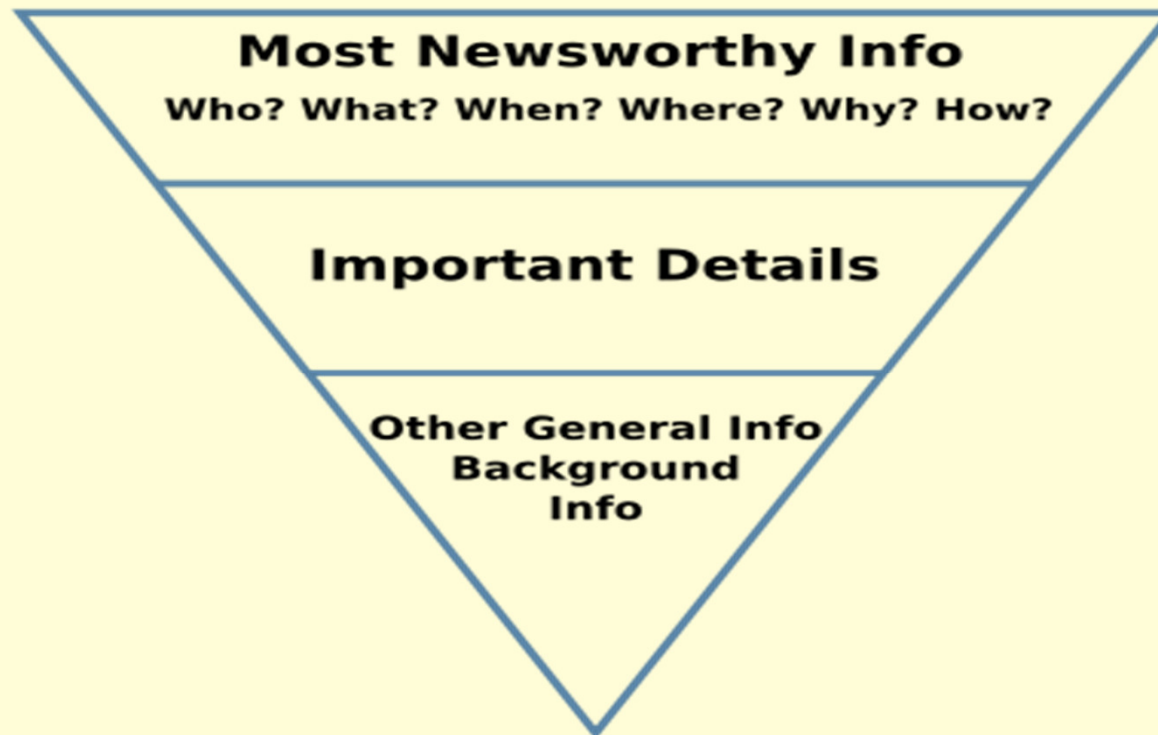 Most Newsworthy Info
Who? What? When? Where? Why? How?
Important Details
Other General Info
Background
Info